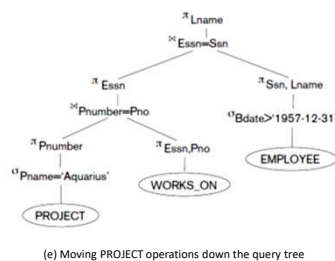 π Lname
⋈ Essn=Ssn
π Essn
π Ssn, Lname
⋈ Pnumber=Pno
σ Bdate>'1957-12-31'
π Pnumber
π Essn,Pno
EMPLOYEE
σ Pname='Aquarius'
WORKS_ON
PROJECT
(e) Moving PROJECT operations down the query tree